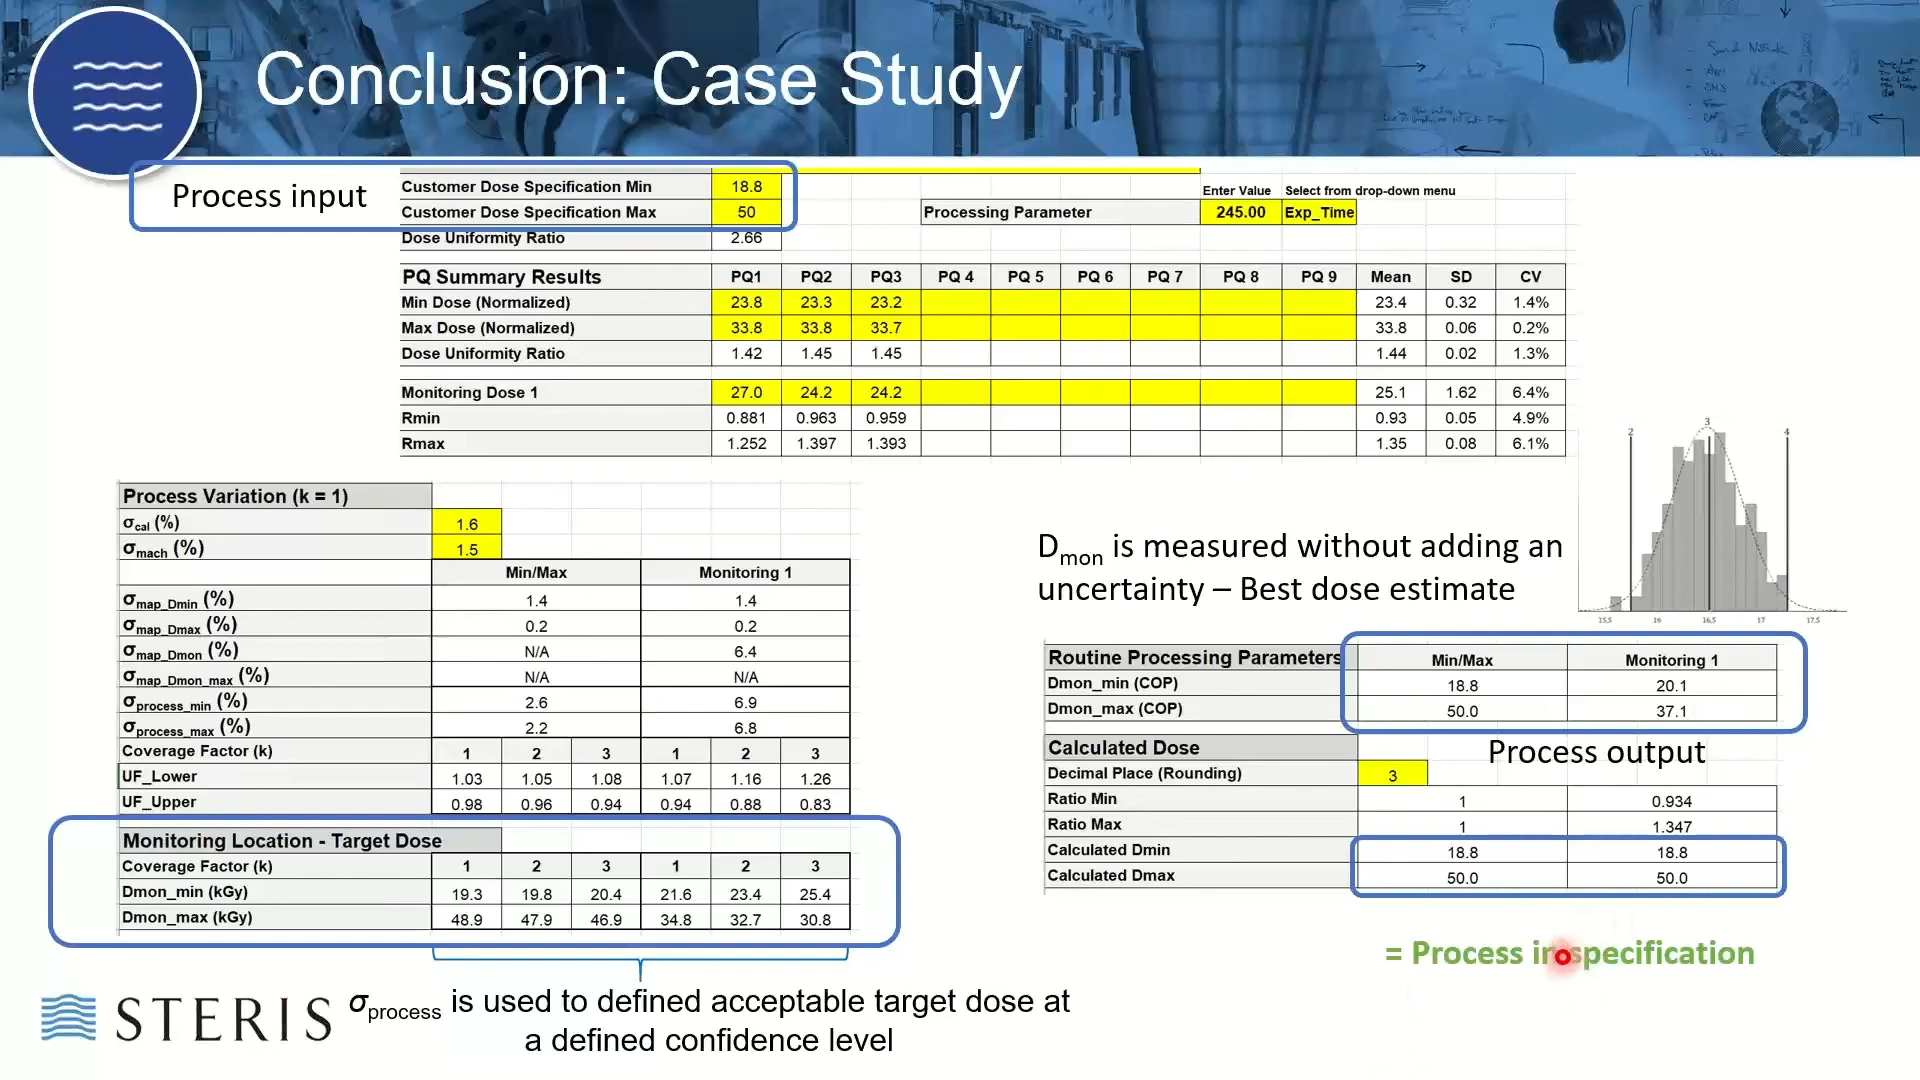 Conclusion: Case Study
Process input
Customer Dose Specification Min 18.8
Customer Dose Specification Max 50
Dose Uniformity Ratio 2.66
Enter Value Select from drop-down menu
Processing Parameter 245.00 Exp_Time
PQ Summary Results PQ1 PQ2 PQ3 PQ 4 PQ 5 PQ 6 PQ 7 PQ 8 PQ 9 Mean SD CV
Min Dose (Normalized) 23.8 23.3 23.2 23.4 0.32 1.4%
Max Dose (Normalized) 33.8 33.8 33.7 33.8 0.06 0.2%
Dose Uniformity Ratio 1.42 1.45 1.45 1.44 0.02 1.3%
Monitoring Dose 1 27.0 24.2 24.2 25.1 1.62 6.4%
Rmin 0.881 0.963 0.959 0.93 0.05 4.9%
Rmax 1.252 1.397 1.393 1.35 0.08 6.1%
Process Variation (k = 1)
σcal (%) 1.6
σmach (%) 1.5
Min/Max Monitoring 1
σmap_Dmin (%) 1.4 1.4
σmap_Dmax (%) 0.2 0.2
σmap_Dmon (%) N/A 6.4
σmap_Dmon_max (%) N/A N/A
σprocess_min (%) 2.6 6.9
σprocess_max (%) 2.2 6.8
Coverage Factor (k) 1 2 3 1 2 3
UF_Lower 1.03 1.05 1.08 1.07 1.16 1.26
UF_Upper 0.98 0.96 0.94 0.94 0.88 0.83
Monitoring Location - Target Dose
Coverage Factor (k) 1 2 3 1 2 3
Dmon_min (kGy) 19.3 19.8 20.4 21.6 23.4 25.4
Dmon_max (kGy) 48.9 47.9 46.9 34.8 32.7 30.8
σprocess is used to defined acceptable target dose at
a defined confidence level
STERIS
Dmon is measured without adding an
uncertainty – Best dose estimate
2 3 4
15.5 16 16.5 17 17.5
Routine Processing Parameters Min/Max Monitoring 1
Dmon_min (COP) 18.8 20.1
Dmon_max (COP) 50.0 37.1
Calculated Dose
Process output
Decimal Place (Rounding) 3
Ratio Min 1 0.934
Ratio Max 1 1.347
Calculated Dmin 18.8 18.8
Calculated Dmax 50.0 50.0
= Process in specification